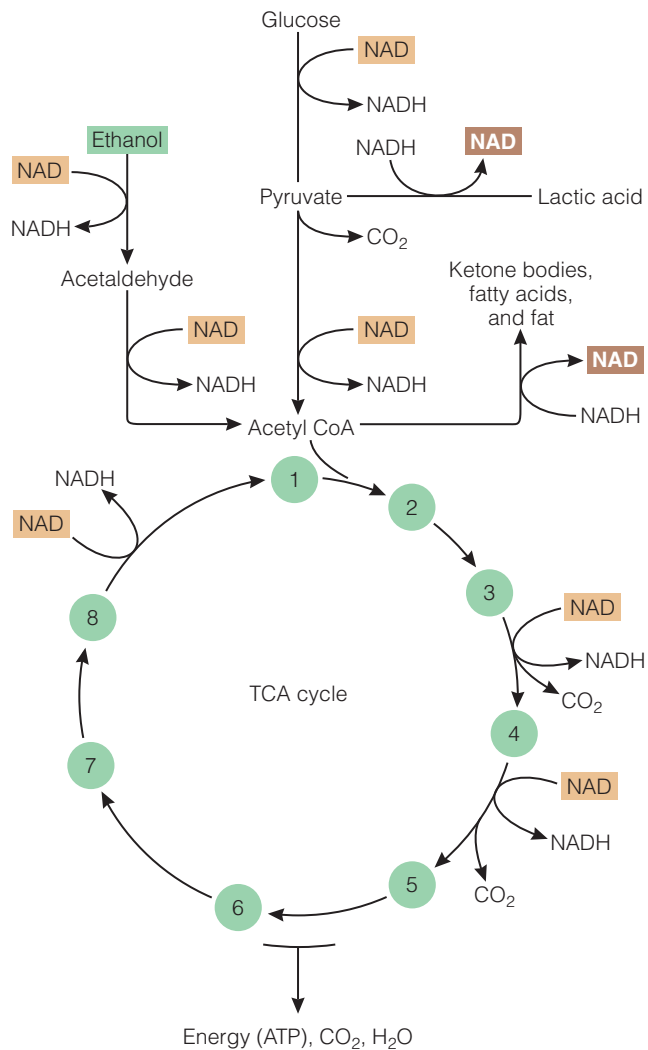 Glucose
NAD
NADH
Ethanol
NAD
NADH
NADH
NAD
Pyruvate
Lactic acid
CO₂
Acetaldehyde
Ketone bodies,
fatty acids,
and fat
NAD
NADH
NAD
NADH
NAD
NADH
Acetyl CoA
NADH
NAD
1
2
3
NAD
NADH
CO₂
4
NAD
NADH
CO₂
5
6
7
8
TCA cycle
Energy (ATP), CO₂, H₂O